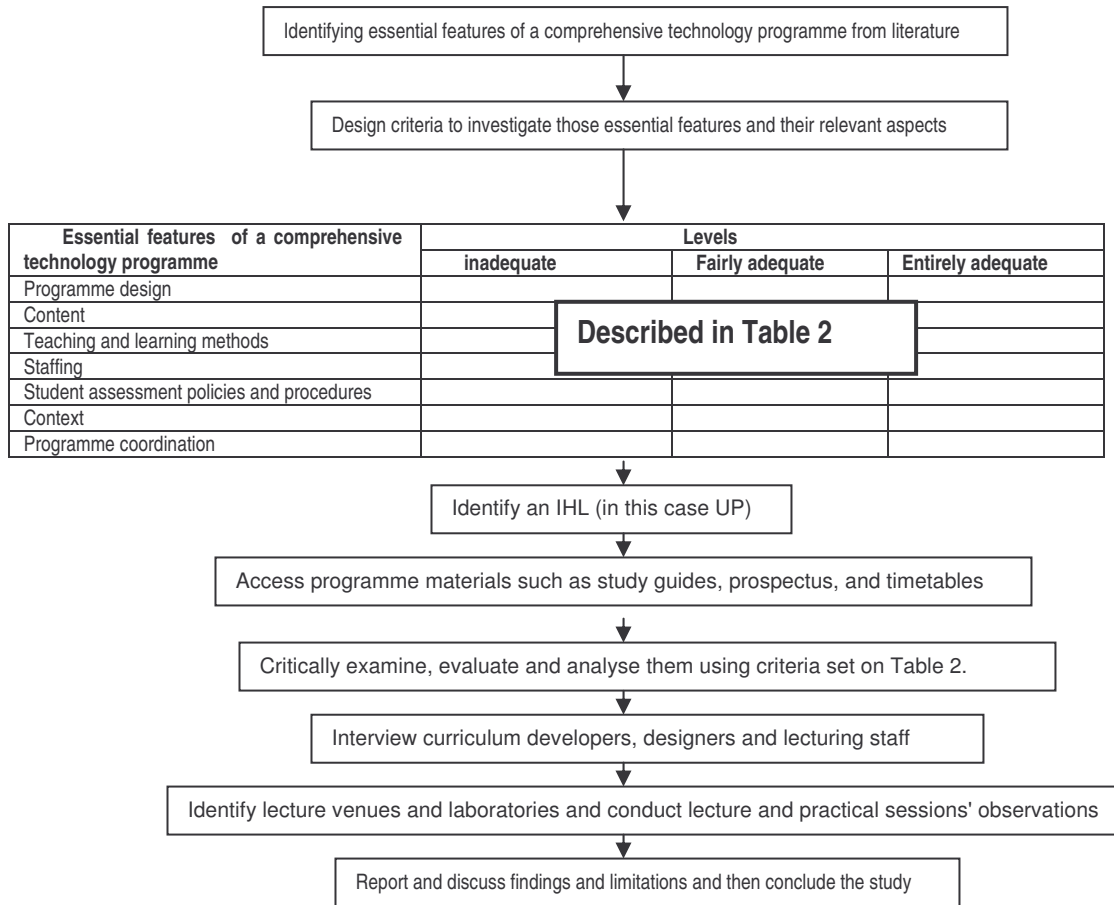 Identifying essential features of a comprehensive technology programme from literature
Design criteria to investigate those essential features and their relevant aspects
Essential features of a comprehensive technology programme
Levels
inadequate Fairly adequate Entirely adequate
Programme design
Content
Teaching and learning methods
Staffing
Student assessment policies and procedures
Context
Programme coordination
Described in Table 2
Identify an IHL (in this case UP)
Access programme materials such as study guides, prospectus, and timetables
Critically examine, evaluate and analyse them using criteria set on Table 2.
Interview curriculum developers, designers and lecturing staff
Identify lecture venues and laboratories and conduct lecture and practical sessions' observations
Report and discuss findings and limitations and then conclude the study